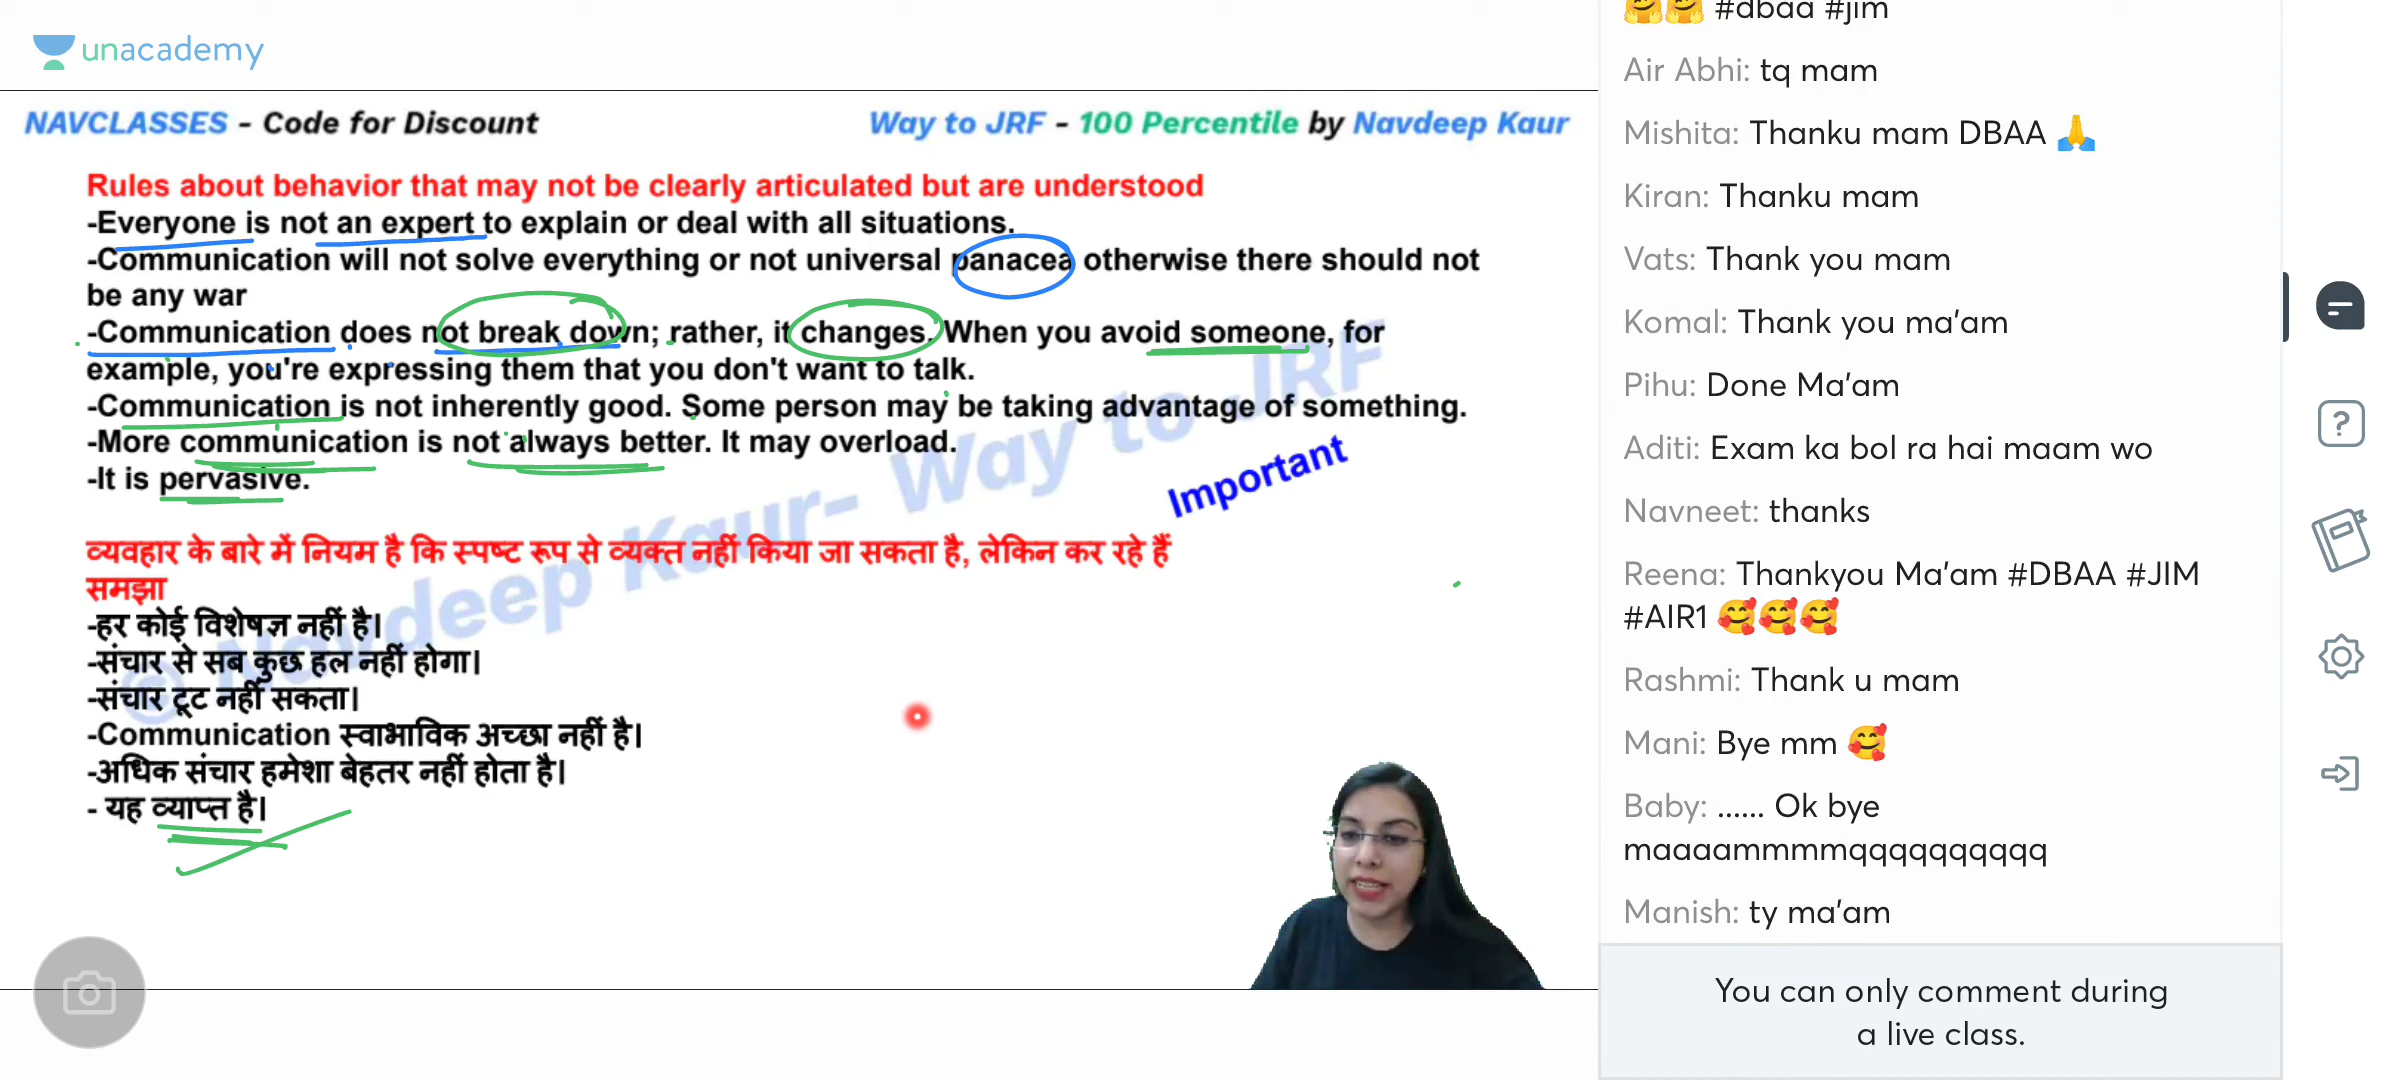 unacademy
NAVCLASSES - Code for Discount
Way to JRF - 100 Percentile by Navdeep Kaur
Rules about behavior that may not be clearly articulated but are understood
-Everyone is not an expert to explain or deal with all situations.
-Communication will not solve everything or not universal panacea otherwise there should not
be any war
-Communication does not break down; rather, it changes. When you avoid someone, for
example, you're expressing them that you don't want to talk.
-Communication is not inherently good. Some person may be taking advantage of something.
-More communication is not always better. It may overload.
-It is pervasive.
Important
© Navdeep Kaur- Way to JRF
व्यवहार के बारे में नियम है कि स्पष्ट रूप से व्यक्त नहीं किया जा सकता है, लेकिन कर रहे हैं
समझा
-हर कोई विशेषज्ञ नहीं है।
-संचार से सब कुछ हल नहीं होगा।
-संचार टूट नहीं सकता।
-Communication स्वाभाविक अच्छा नहीं है।
-अधिक संचार हमेशा बेहतर नहीं होता है।
- यह व्याप्त है।
🤗🤗 #dbaa #jim
Air Abhi: tq mam
Mishita: Thanku mam DBAA 🙏
Kiran: Thanku mam
Vats: Thank you mam
Komal: Thank you ma'am
Pihu: Done Ma'am
Aditi: Exam ka bol ra hai maam wo
Navneet: thanks
Reena: Thankyou Ma'am #DBAA #JIM
#AIR1 🥰🥰🥰
Rashmi: Thank u mam
Mani: Bye mm 🥰
Baby: ...... Ok bye
maaaammmmqqqqqqqqqq
Manish: ty ma'am
You can only comment during
a live class.